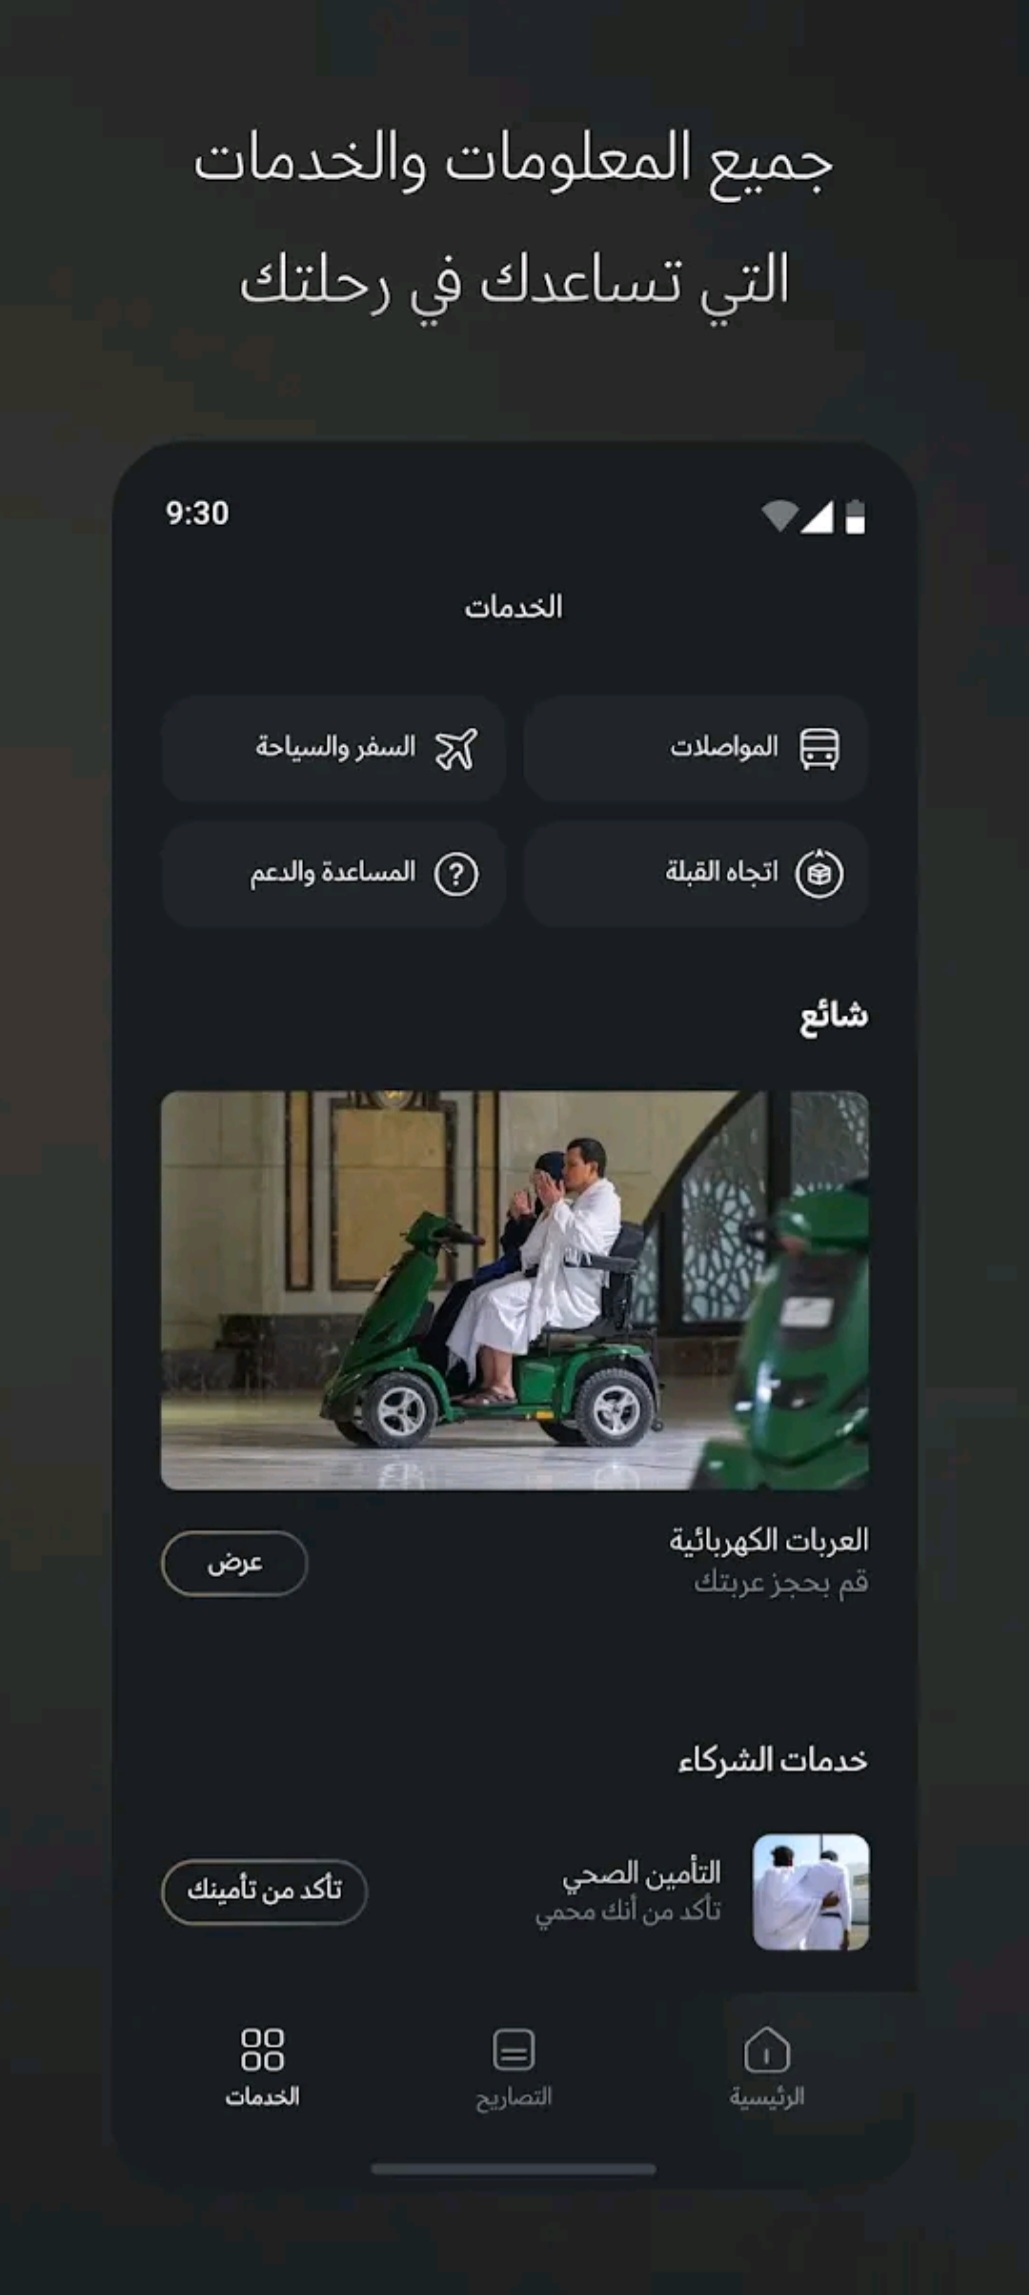 جميع المعلومات والخدمات
التي تساعدك في رحلتك
9:30
الخدمات
المواصلات
السفر والسياحة
اتجاه القبلة
المساعدة والدعم
شائع
العربات الكهربائية
قم بحجز عربتك
عرض
خدمات الشركاء
التأمين الصحي
تأكد من أنك محمي
تأكد من تأمينك
الرئيسية
التصاريح
الخدمات